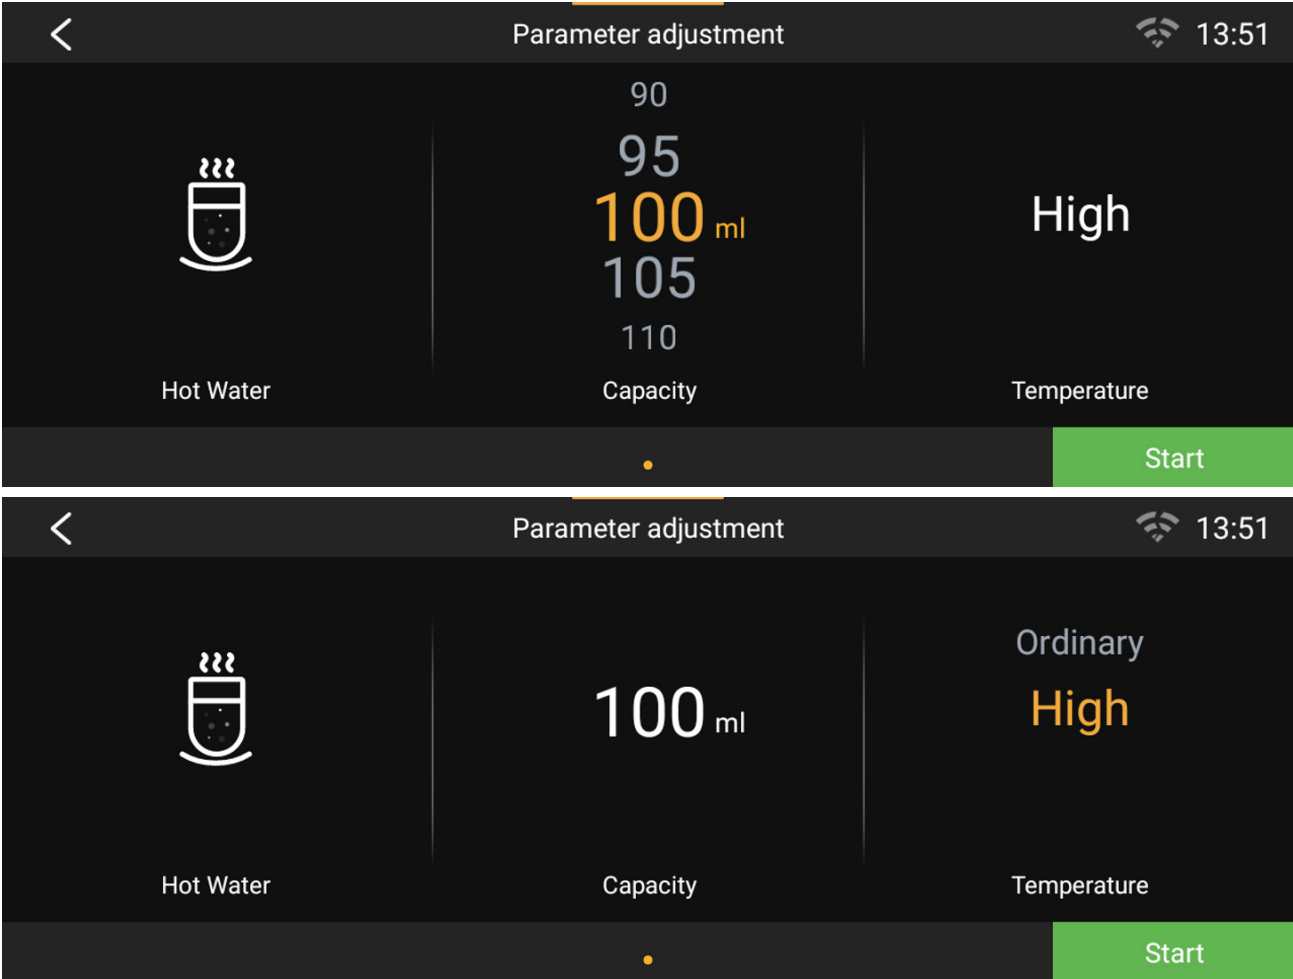 Parameter adjustment
13:51
90
95
100 ml
105
110
High
Hot Water
Capacity
Temperature
Start
Parameter adjustment
13:51
100 ml
Ordinary
High
Hot Water
Capacity
Temperature
Start